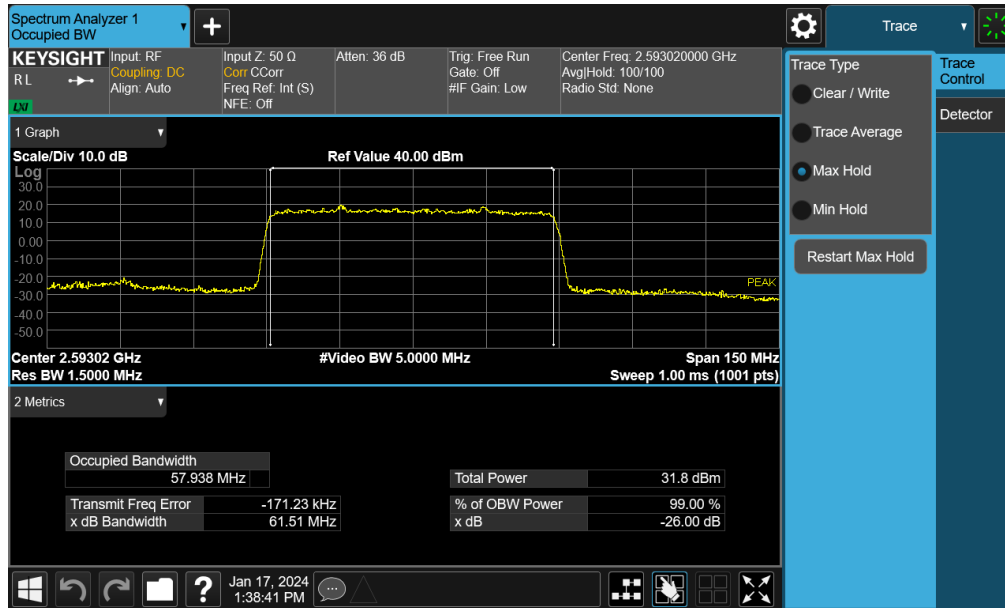 Spectrum Analyzer 1
Occupied BW
+
Trace
KEYSIGHT
R L
LXI
Input: RF
Coupling: DC
Align: Auto
Input Z: 50 Ω
Corr CCorr
Freq Ref: Int (S)
NFE: Off
Atten: 36 dB
Trig: Free Run
Gate: Off
#IF Gain: Low
Center Freq: 2.593020000 GHz
Avg|Hold: 100/100
Radio Std: None
Trace Type
Clear / Write
Trace Average
Max Hold
Min Hold
Restart Max Hold
Trace
Control
Detector
1 Graph
Scale/Div 10.0 dB
Ref Value 40.00 dBm
Log
30.0
20.0
10.0
0.00
-10.0
-20.0
-30.0
-40.0
-50.0
PEAK
Center 2.59302 GHz
#Video BW 5.0000 MHz
Span 150 MHz
Res BW 1.5000 MHz
Sweep 1.00 ms (1001 pts)
2 Metrics
Occupied Bandwidth
57.938 MHz
Total Power 31.8 dBm
Transmit Freq Error -171.23 kHz
% of OBW Power 99.00 %
x dB Bandwidth 61.51 MHz
x dB -26.00 dB
?
Jan 17, 2024
1:38:41 PM